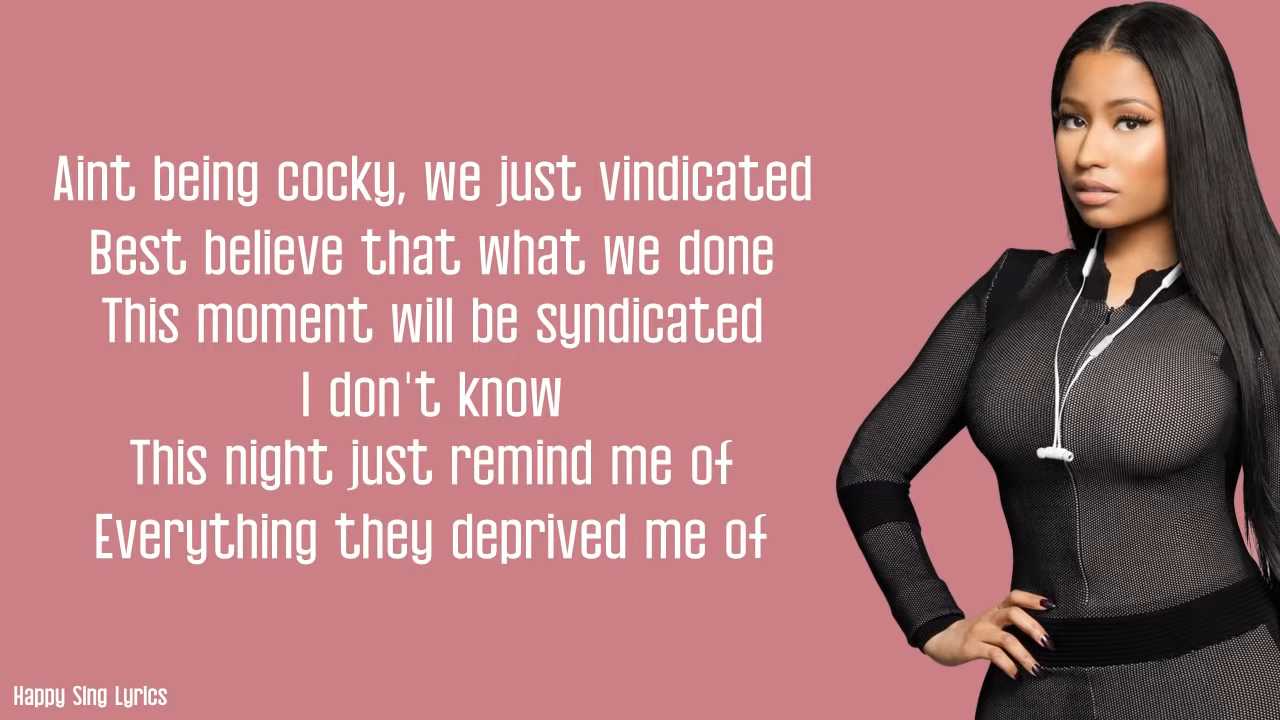 Aint being cocky, we just vindicated
Best believe that what we done
This moment will be syndicated
I don't know
This night just remind me of
Everything they deprived me of
Happy Sing Lyrics